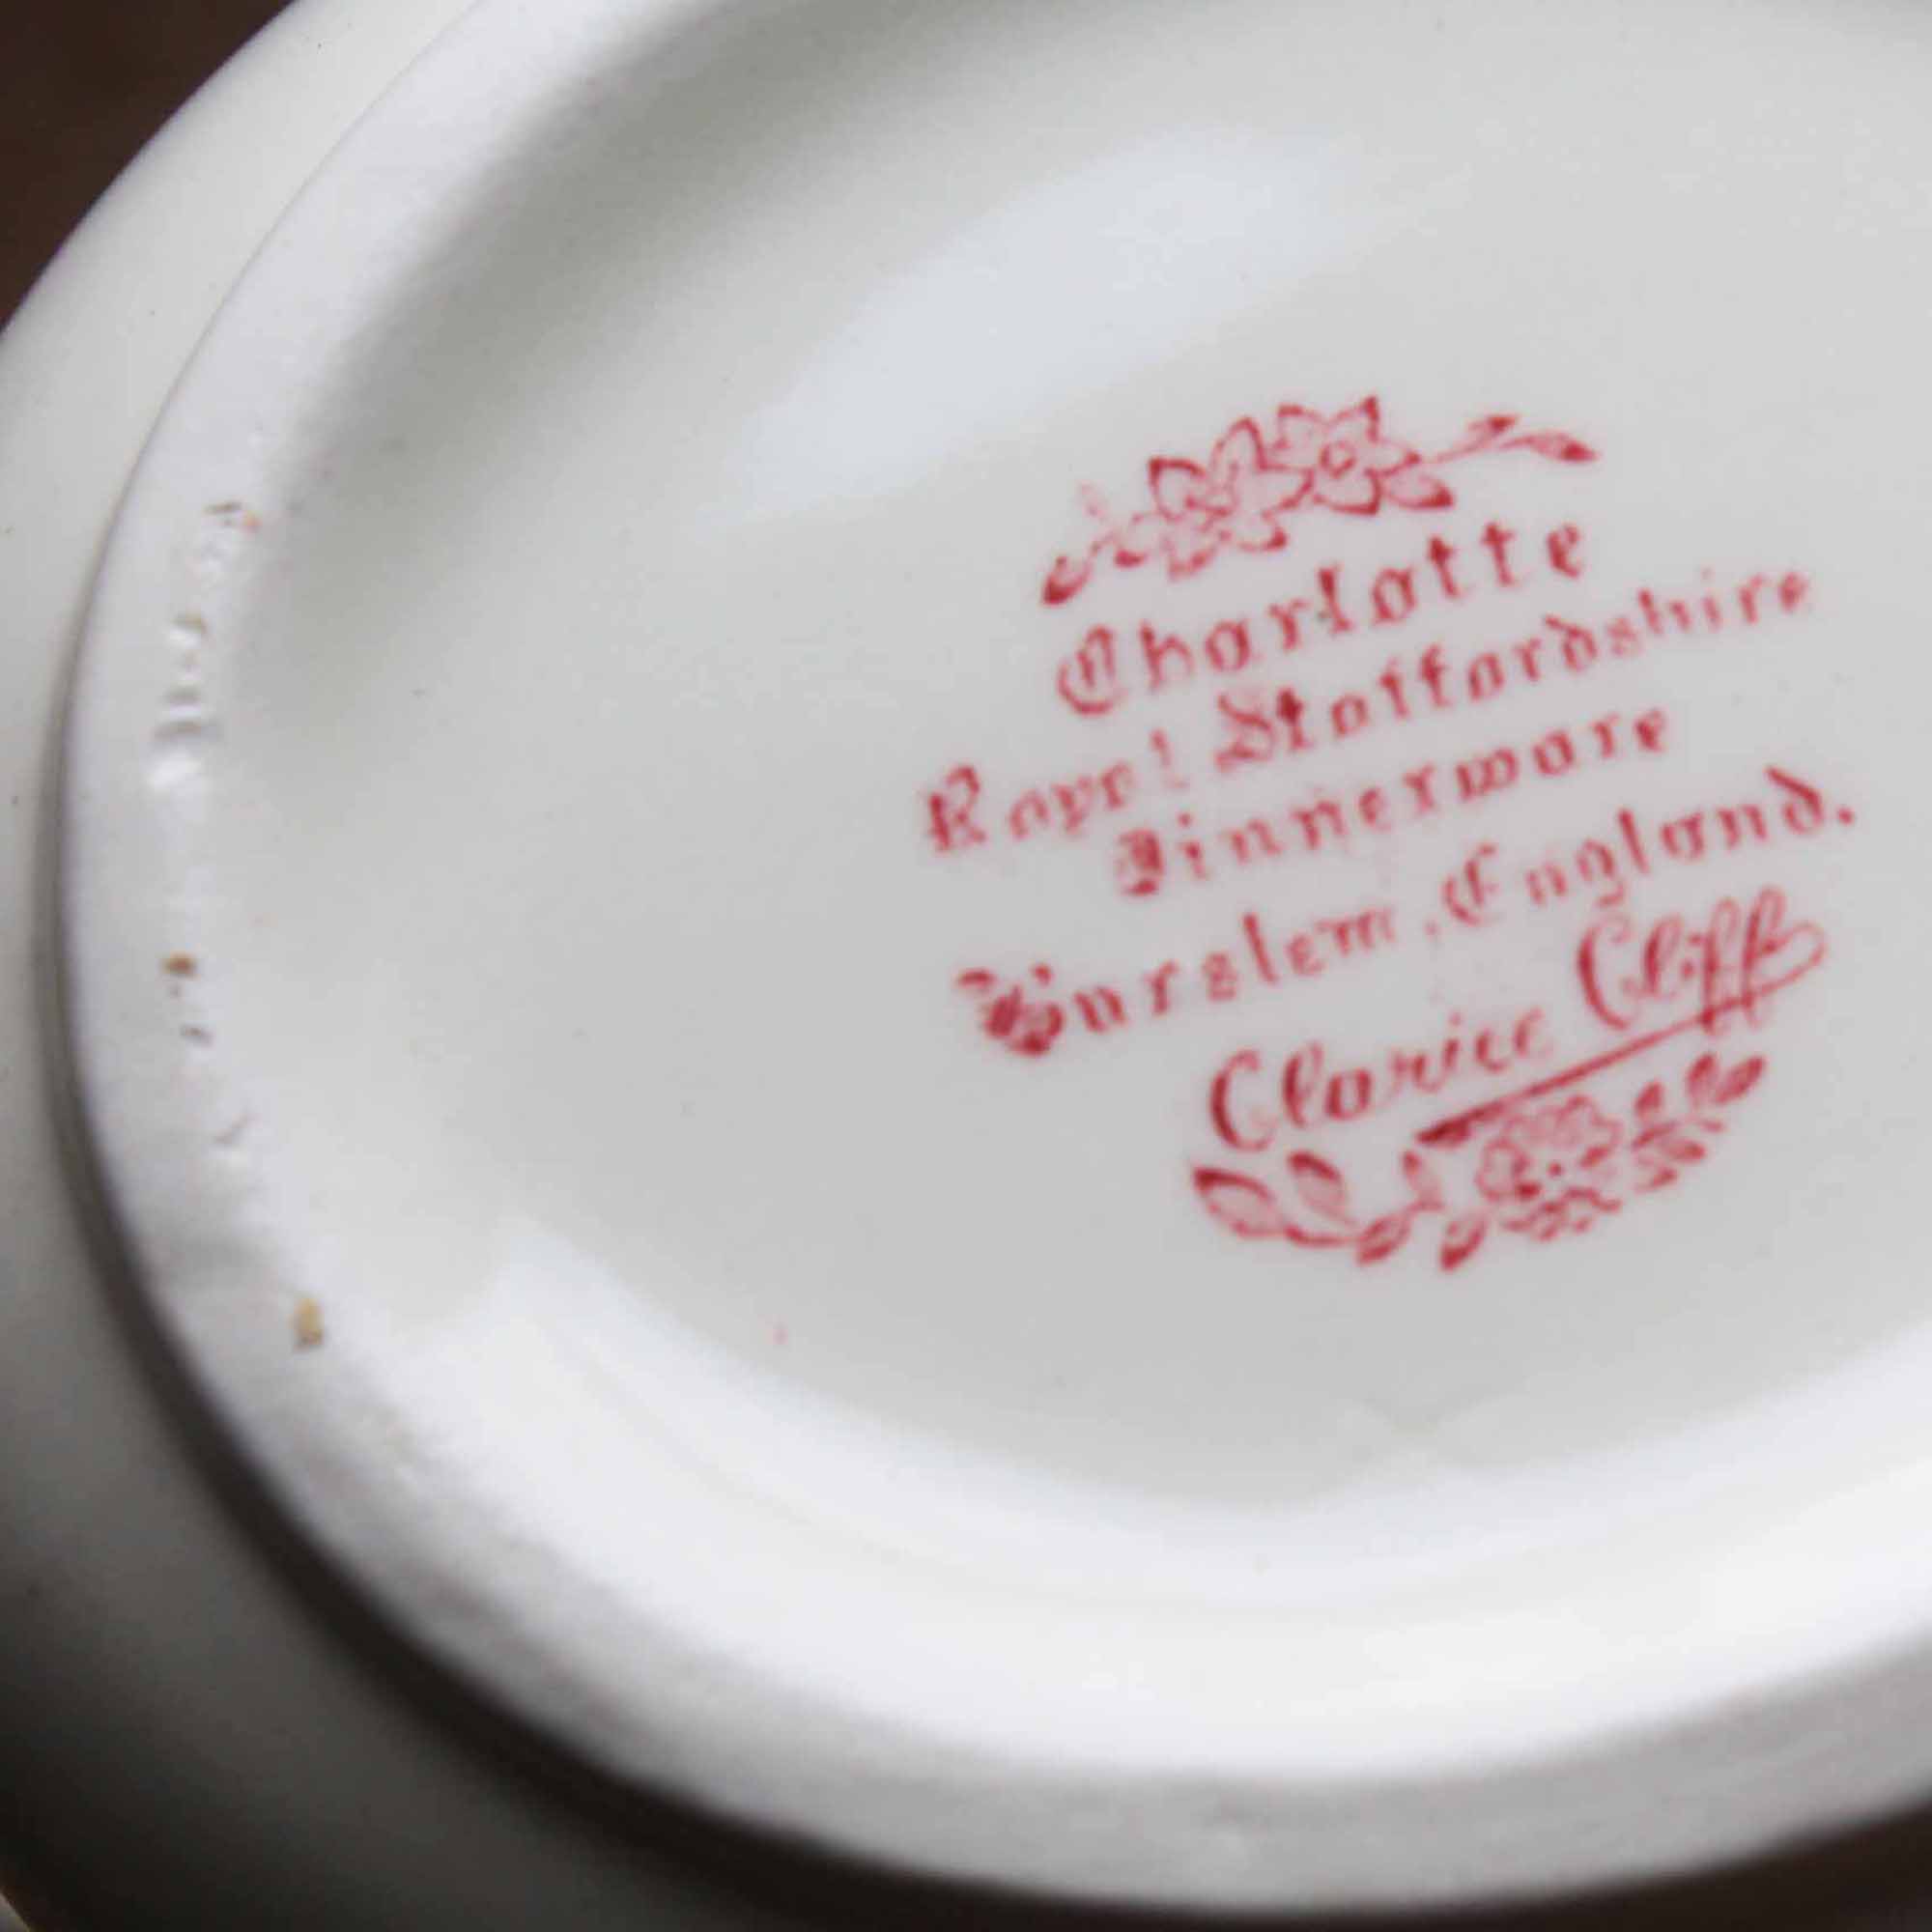 Charlotte
Royal Staffordshire
Dinnerware
Burslem, England.
Clarice Cliff